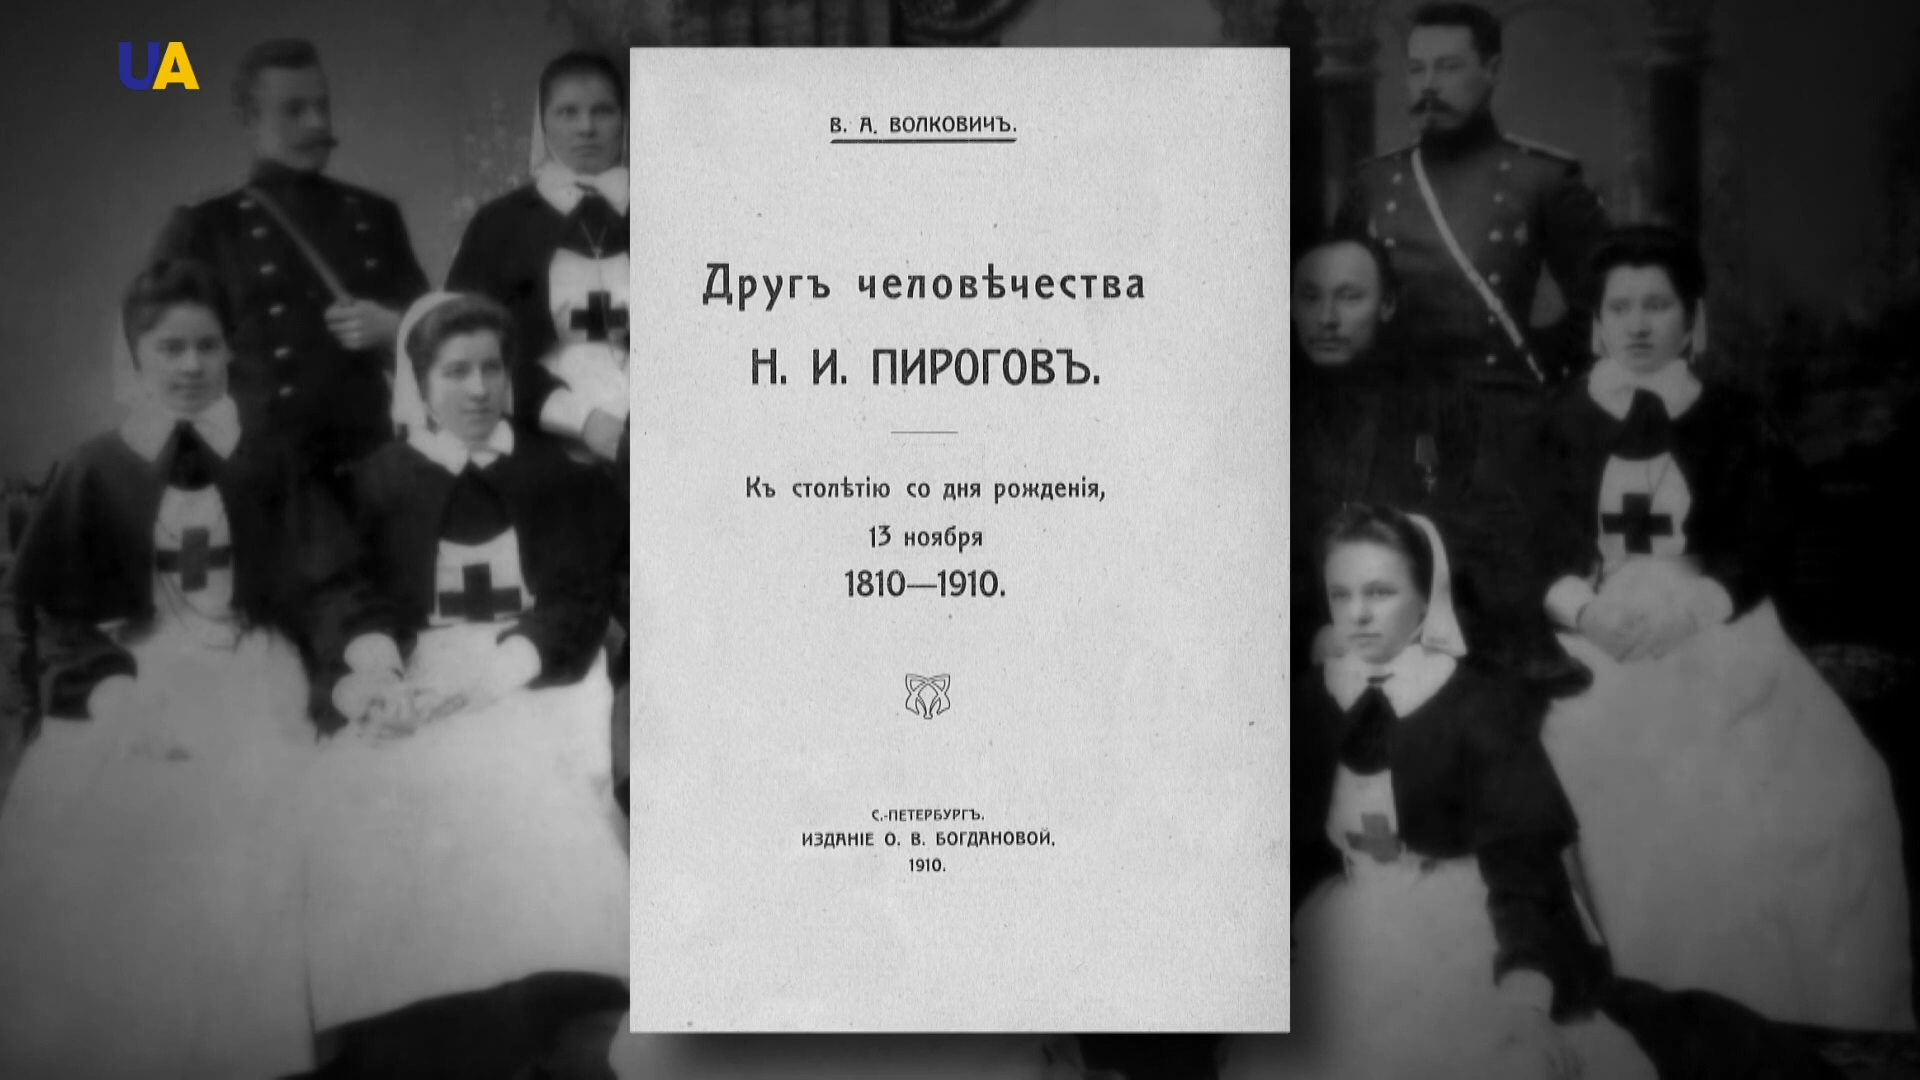 UA
В. А. ВОЛКОВИЧЪ.
Другъ человѣчества
Н. И. ПИРОГОВЪ.
Къ столѣтію со дня рожденія,
13 ноября
1810—1910.
С.-ПЕТЕРБУРГЪ.
ИЗДАНІЕ О. В. БОГДАНОВОЙ.
1910.